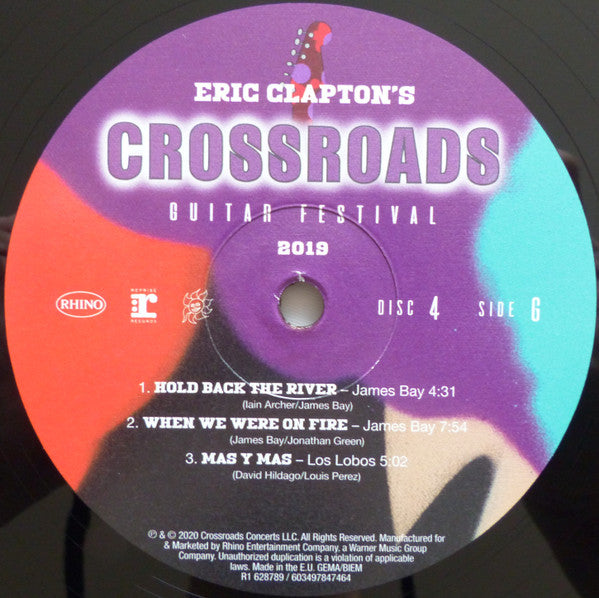 ERIC CLAPTON'S
CROSSROADS
GUITAR FESTIVAL
2019
RHINO
REPRISE
r
RECORDS
DISC 4 SIDE G
1. HOLD BACK THE RIVER – James Bay 4:31
(Iain Archer/James Bay)
2. WHEN WE WERE ON FIRE – James Bay 7:54
(James Bay/Jonathan Green)
3. MAS Y MAS – Los Lobos 5:02
(David Hildago/Louis Perez)
℗ & © 2020 Crossroads Concerts LLC. All Rights Reserved. Manufactured for
& Marketed by Rhino Entertainment Company, a Warner Music Group
Company. Unauthorized duplication is a violation of applicable
laws. Made in the E.U. GEMA/BIEM
R1 628789 / 603497847464